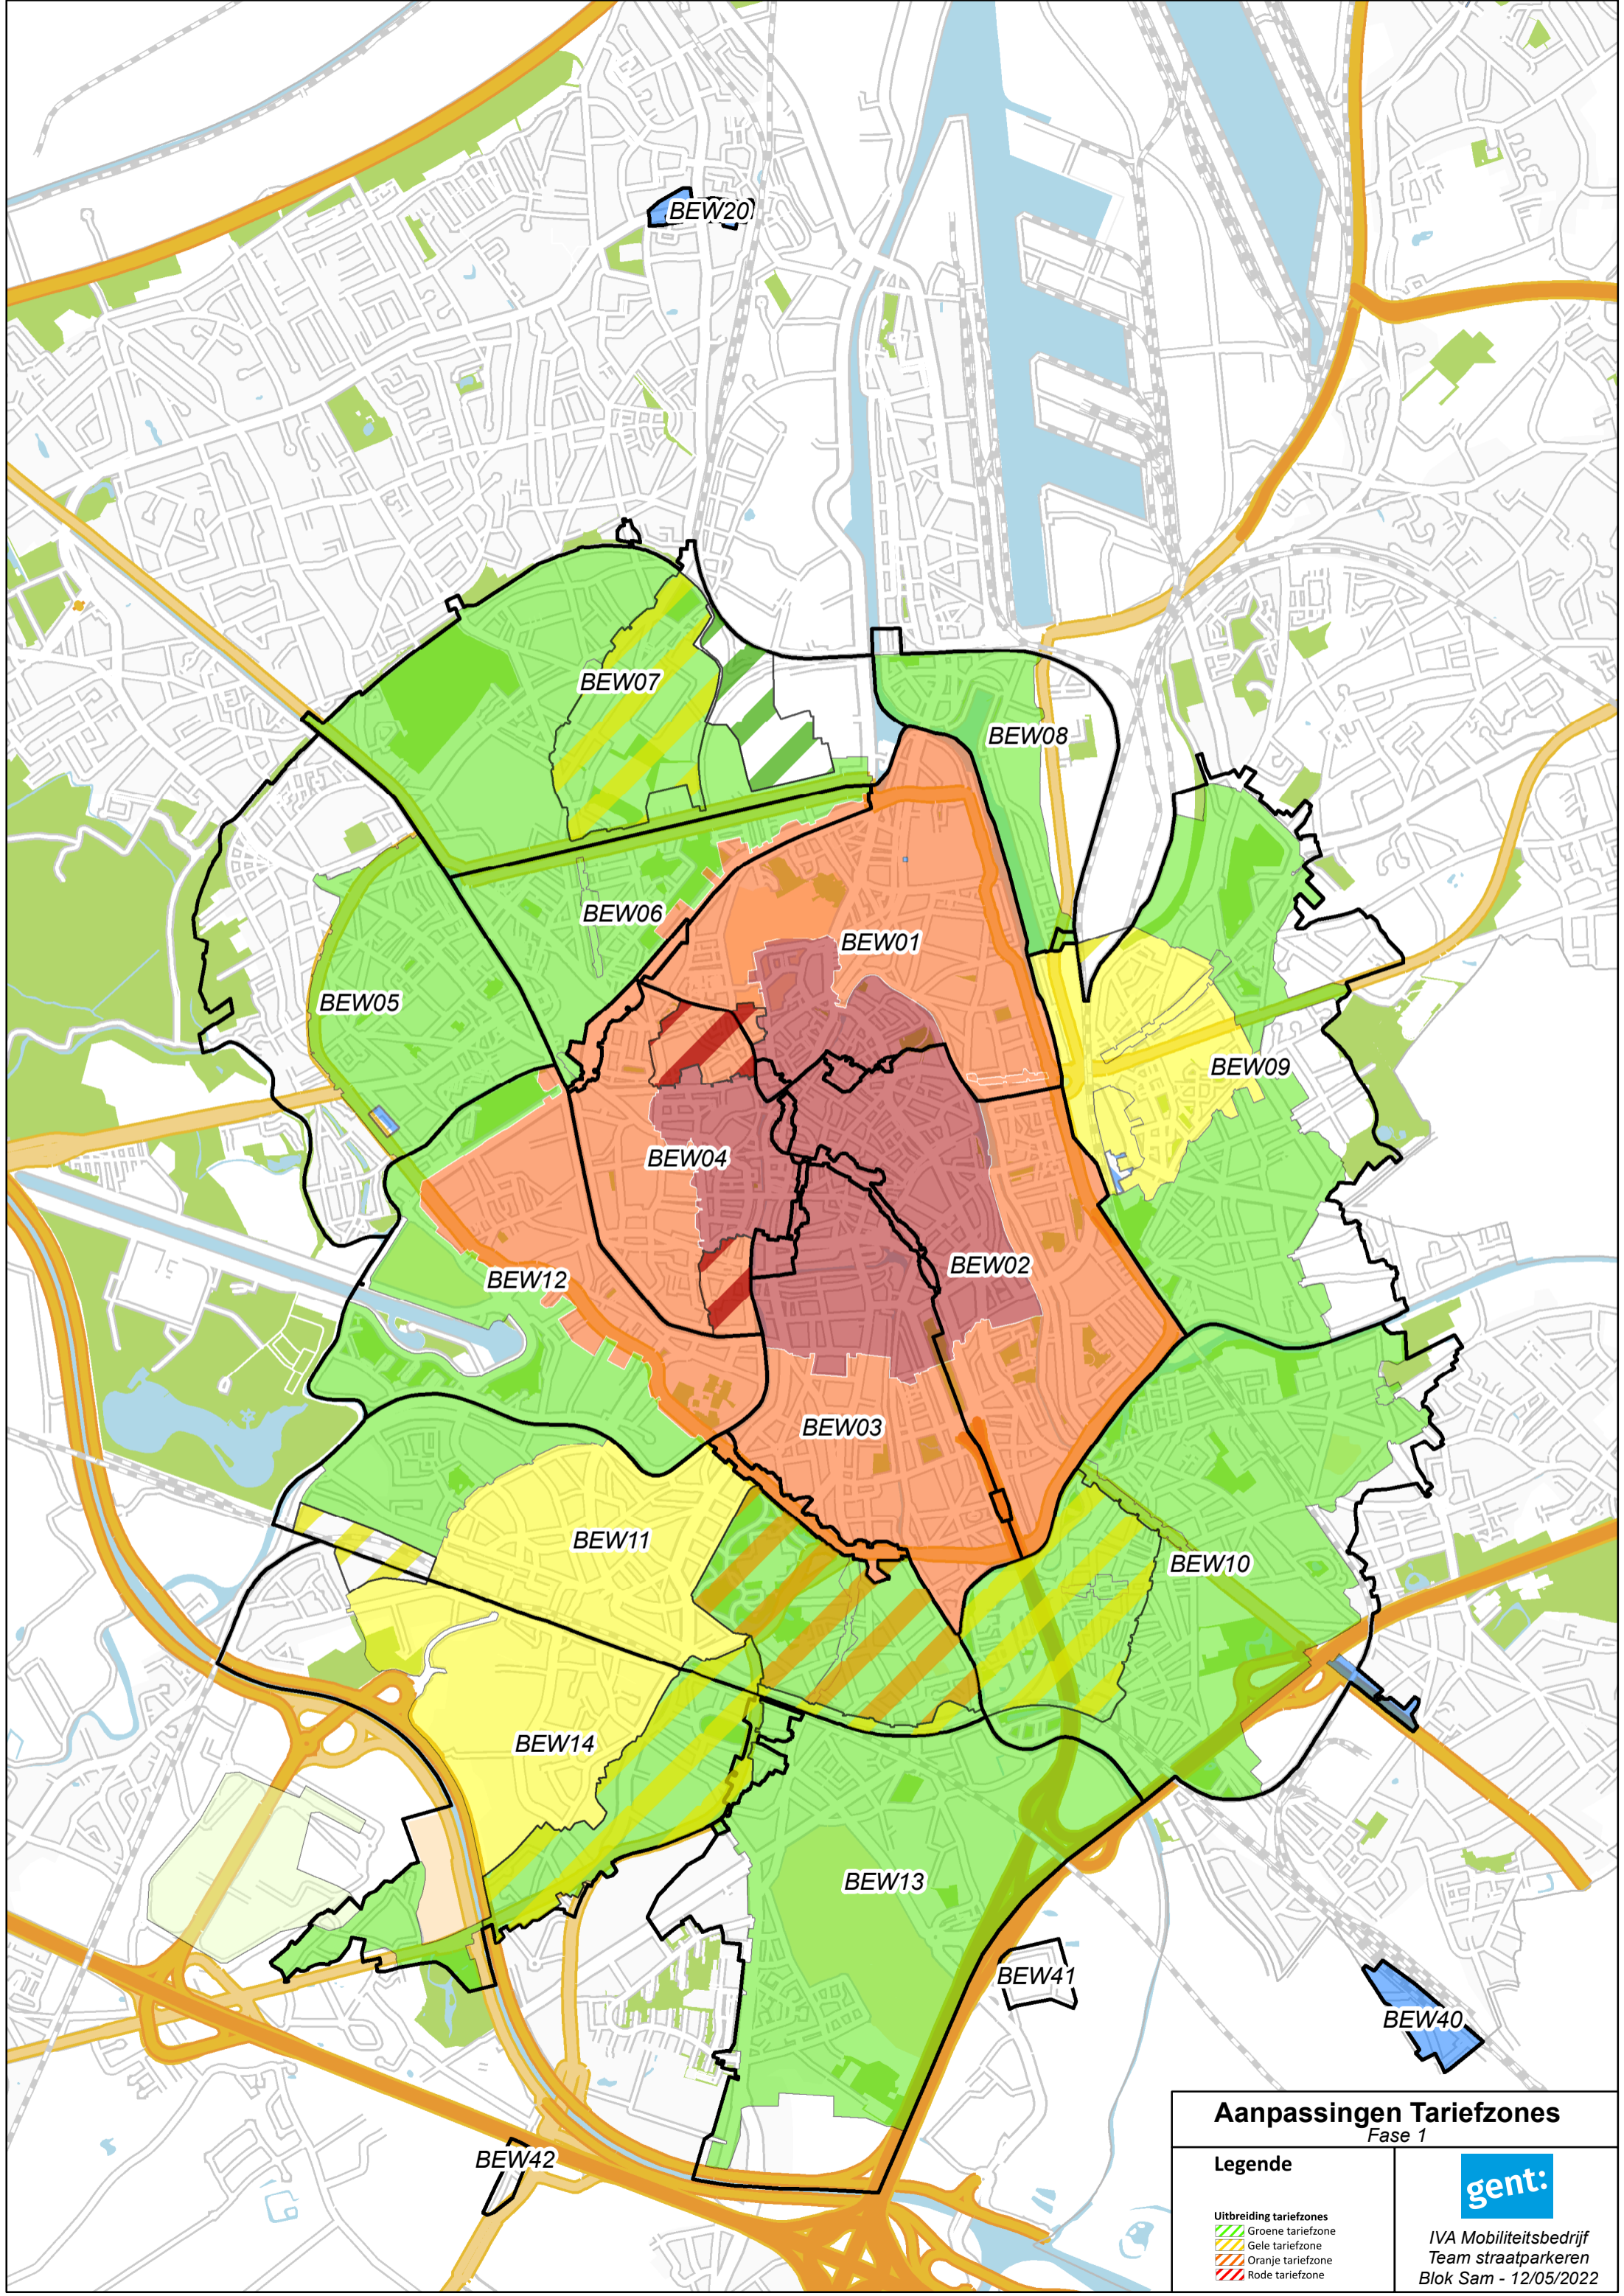 BEW20
BEW07
BEW08
BEW06
BEW01
BEW05
BEW09
BEW04
BEW02
BEW12
BEW03
BEW11
BEW10
BEW14
BEW13
BEW41
BEW40
BEW42
Aanpassingen Tariefzones
Fase 1
Legende
Uitbreiding tariefzones
Groene tariefzone
Gele tariefzone
Oranje tariefzone
Rode tariefzone
gent:
IVA Mobiliteitsbedrijf
Team straatparkeren
Blok Sam - 12/05/2022